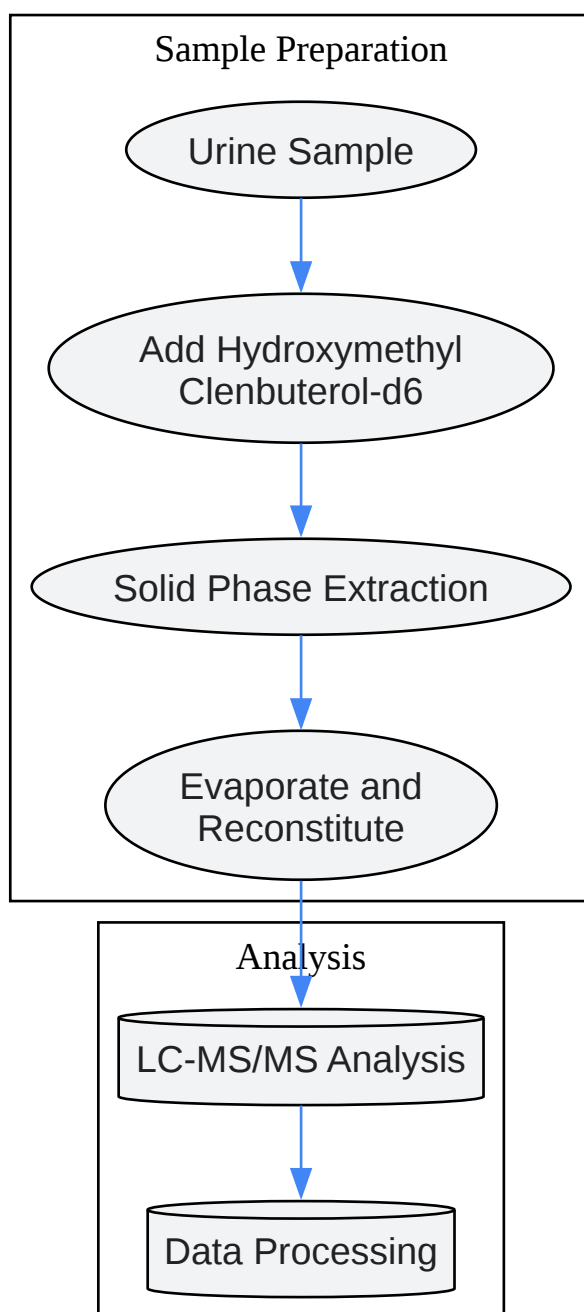 Sample Preparation
Urine Sample
Add Hydroxymethyl
Clenbuterol-d6
Solid Phase Extraction
Evaporate and
Reconstitute
Analysis
LC-MS/MS Analysis
Data Processing